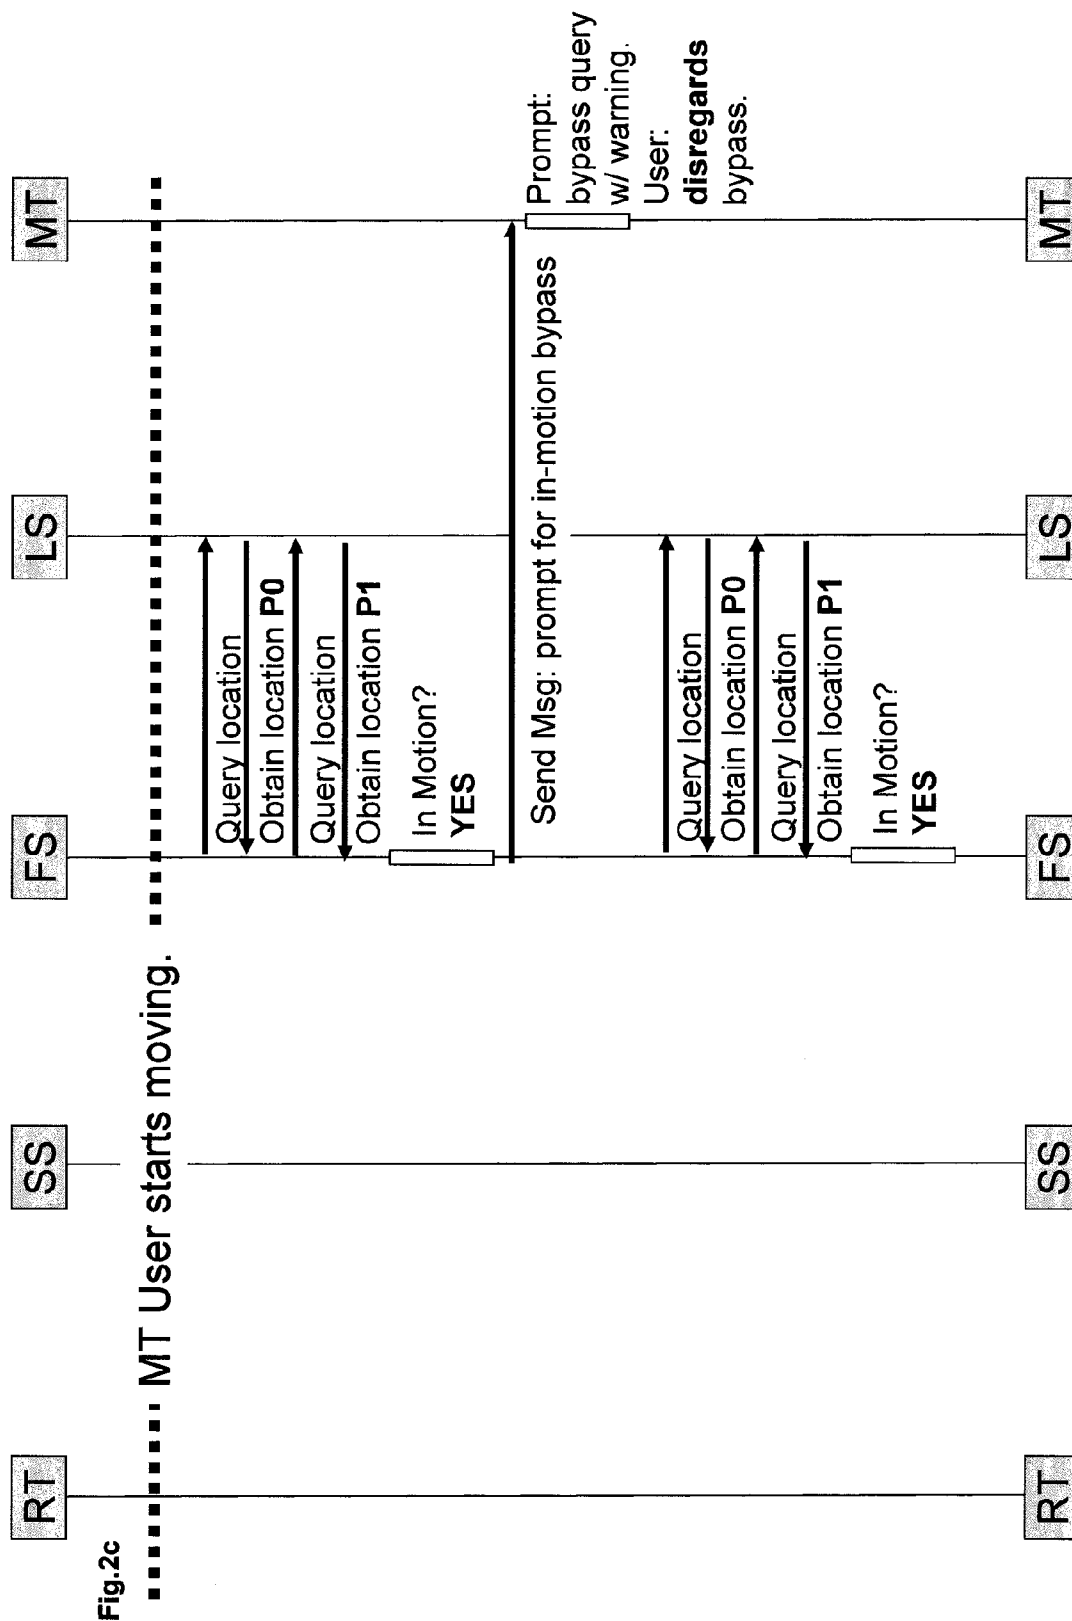 Fig.2c
RT
SS
FS
LS
MT
MT User starts moving.
Query location
Obtain location P0
Query location
Obtain location P1
In Motion?
YES
Send Msg: prompt for in-motion bypass
Prompt:
bypass query
w/ warning.
User:
disregards
bypass.
Query location
Obtain location P0
Query location
Obtain location P1
In Motion?
YES
RT
SS
FS
LS
MT